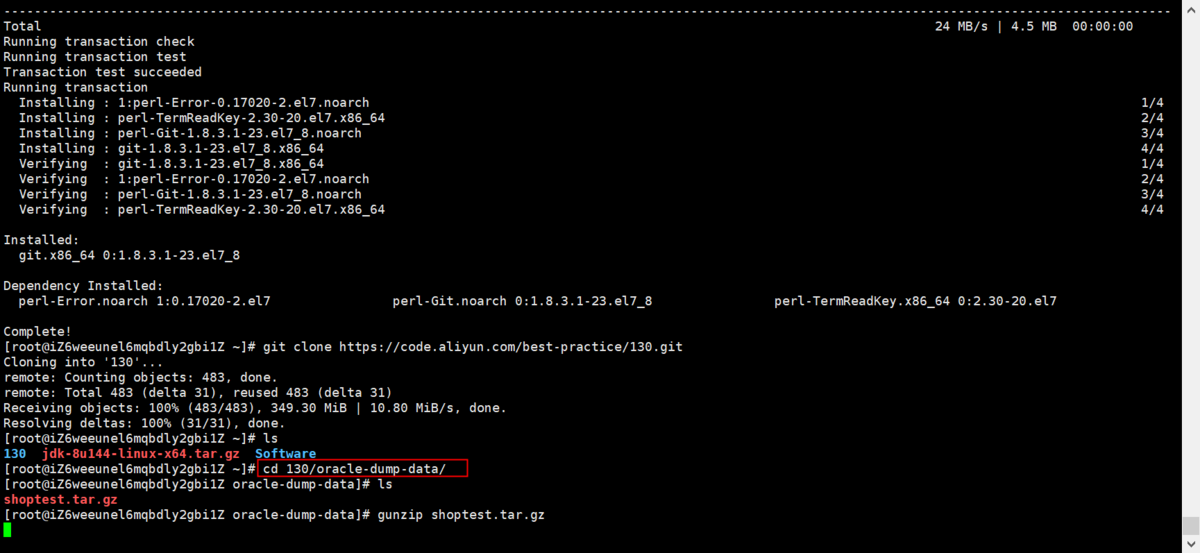 --------------------------------------------------------------------------------------------------------------------------------------------------------
Total 24 MB/s | 4.5 MB 00:00:00
Running transaction check
Running transaction test
Transaction test succeeded
Running transaction
Installing : 1:perl-Error-0.17020-2.el7.noarch 1/4
Installing : perl-TermReadKey-2.30-20.el7.x86_64 2/4
Installing : perl-Git-1.8.3.1-23.el7_8.noarch 3/4
Installing : git-1.8.3.1-23.el7_8.x86_64 4/4
Verifying : git-1.8.3.1-23.el7_8.x86_64 1/4
Verifying : 1:perl-Error-0.17020-2.el7.noarch 2/4
Verifying : perl-Git-1.8.3.1-23.el7_8.noarch 3/4
Verifying : perl-TermReadKey-2.30-20.el7.x86_64 4/4
Installed:
git.x86_64 0:1.8.3.1-23.el7_8
Dependency Installed:
perl-Error.noarch 1:0.17020-2.el7 perl-Git.noarch 0:1.8.3.1-23.el7_8 perl-TermReadKey.x86_64 0:2.30-20.el7
Complete!
[root@iZ6weeunel6mqbdly2gbi1Z ~]# git clone https://code.aliyun.com/best-practice/130.git
Cloning into '130'...
remote: Counting objects: 483, done.
remote: Total 483 (delta 31), reused 483 (delta 31)
Receiving objects: 100% (483/483), 349.30 MiB | 10.80 MiB/s, done.
Resolving deltas: 100% (31/31), done.
[root@iZ6weeunel6mqbdly2gbi1Z ~]# ls
130 jdk-8u144-linux-x64.tar.gz Software
[root@iZ6weeunel6mqbdly2gbi1Z ~]# cd 130/oracle-dump-data/
[root@iZ6weeunel6mqbdly2gbi1Z oracle-dump-data]# ls
shoptest.tar.gz
[root@iZ6weeunel6mqbdly2gbi1Z oracle-dump-data]# gunzip shoptest.tar.gz